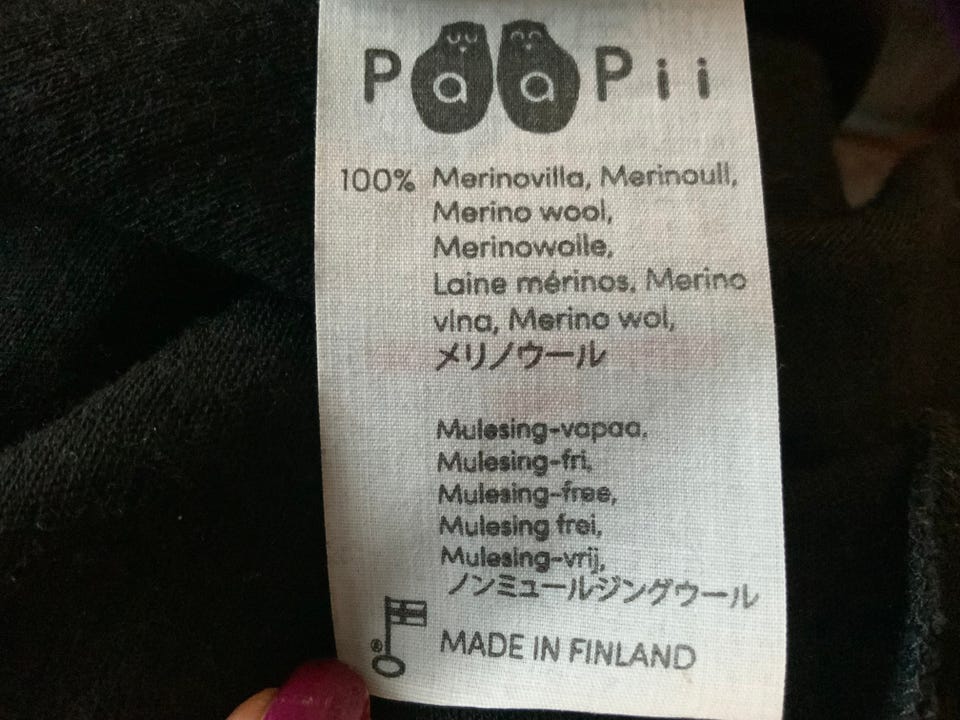 PaaPii
100% Merinovilla, Merinoull,
Merino wool,
Merinowolle,
Laine mérinos, Merino
vlna, Merino wol,
メリノウール
Mulesing-vapaa,
Mulesing-fri,
Mulesing-free,
Mulesing frei,
Mulesing-vrij,
ノンミュールジングウール
® MADE IN FINLAND